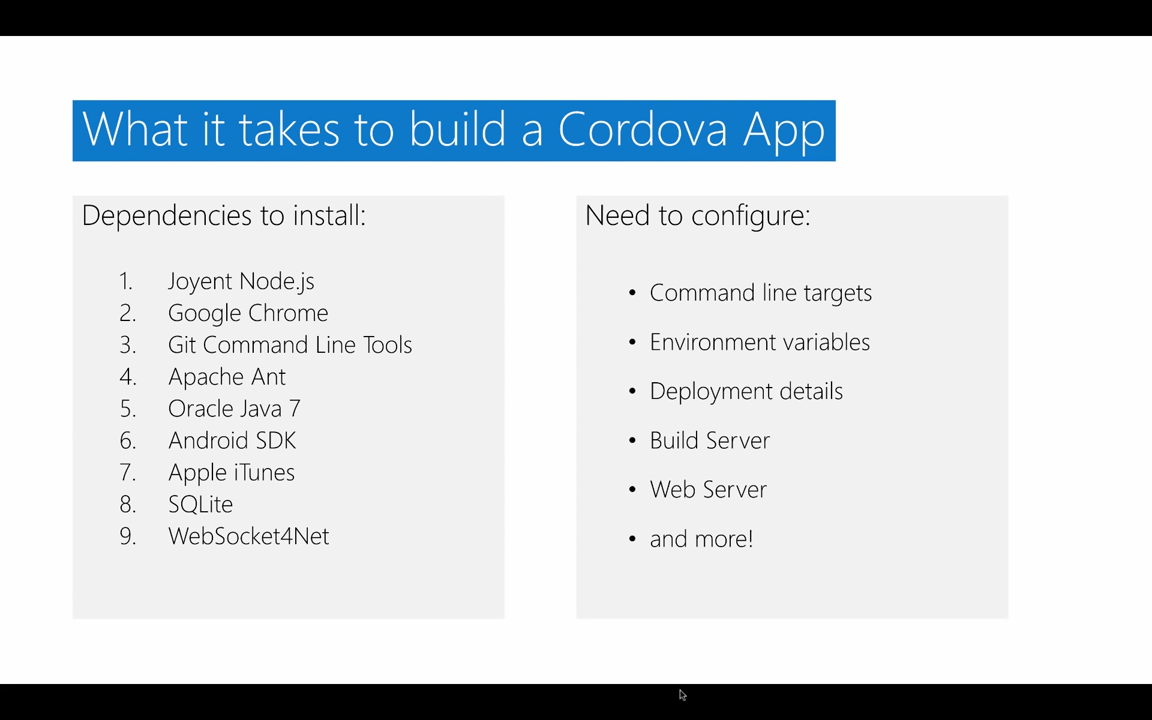 What it takes to build a Cordova App
Dependencies to install:
1. Joyent Node.js
2. Google Chrome
3. Git Command Line Tools
4. Apache Ant
5. Oracle Java 7
6. Android SDK
7. Apple iTunes
8. SQLite
9. WebSocket4Net
Need to configure:
• Command line targets
• Environment variables
• Deployment details
• Build Server
• Web Server
• and more!